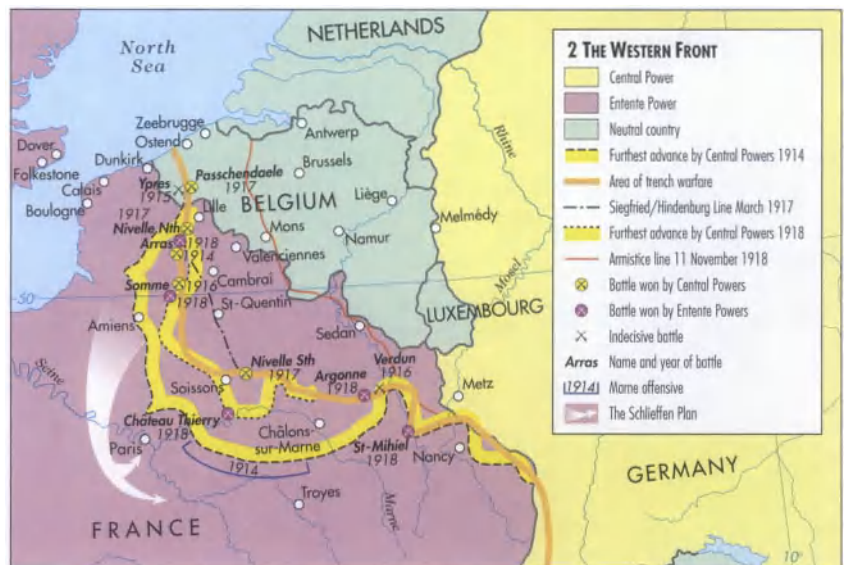 NETHERLANDS
North
Sea
Zeebrugge
Ostend
Antwerp
Dover
Folkestone
Dunkirk
Calais
Boulogne
Ypres
1915
Passchendaele
1917
Brussels
BELGIUM
Lille
Liège
Rhine
1917
Nivelle Nth
Mons
Namur
Melmédy
Arras
1918
1914
Valenciennes
Mosel
Somme
1916
Cambraí
1918
50
St-Quentin
LUXEMBOURG
Amiens
Sedan
Seine
Nivelle Sth
1917
Verdun
1916
Argonne
1918
Metz
Soissons
Château Thierry
1918
Châlons-
sur-Marne
St-Mihiel
1918
Paris
Nancy
1914
Troyes
Marne
FRANCE
GERMANY
10°
2 THE WESTERN FRONT
Central Power
Entente Power
Neutral country
Furthest advance by Central Powers 1914
Area of trench warfare
Siegfried/Hindenburg Line March 1917
Furthest advance by Central Powers 1918
Armistice line 11 November 1918
Battle won by Central Powers
Battle won by Entente Powers
Indecisive battle
Arras Name and year of battle
1914 Marne offensive
The Schlieffen Plan